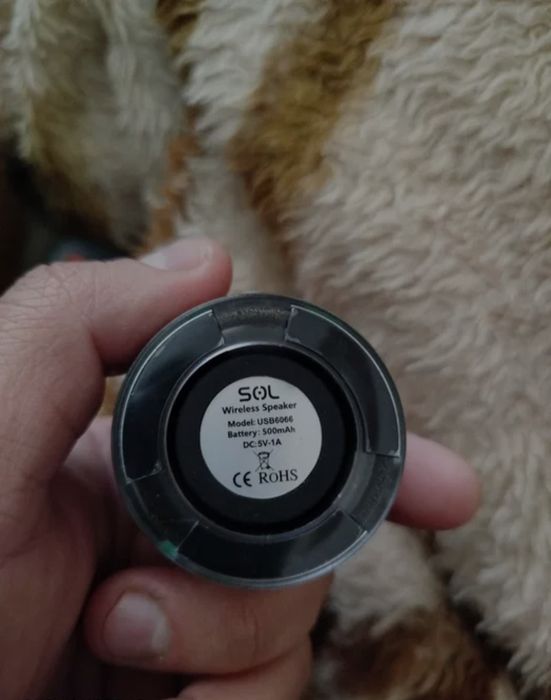 SOL
Wireless Speaker
Model: USB6066
Battery: 500mAh
DC: 5V-1A
CE RoHS